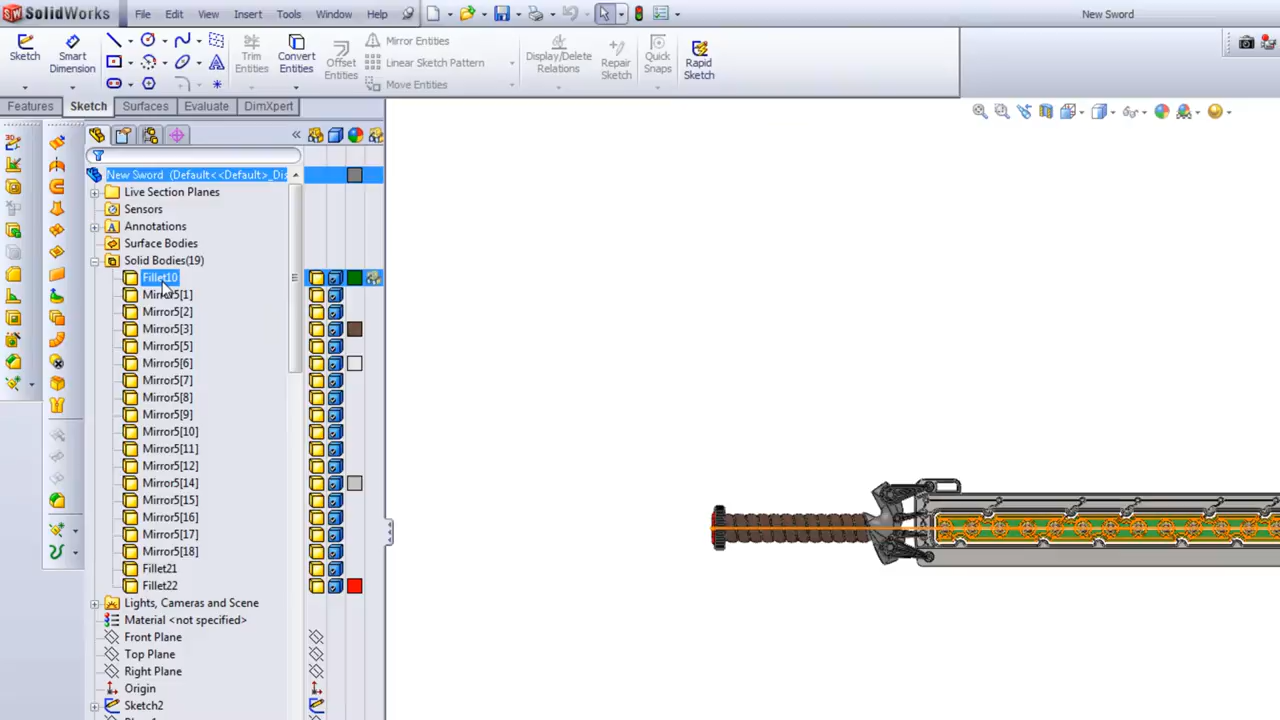 SolidWorks File Edit View Insert Tools Window Help New Sword
Sketch Smart Dimension Trim Entities Convert Entities Offset Entities Mirror Entities Linear Sketch Pattern Move Entities Display/Delete Relations Repair Sketch Quick Snaps Rapid Sketch
Features Sketch Surfaces Evaluate DimXpert
New Sword (Default<<Default>_Dis
Live Section Planes
Sensors
Annotations
Surface Bodies
Solid Bodies(19)
Fillet10
Mirror5[1]
Mirror5[2]
Mirror5[3]
Mirror5[5]
Mirror5[6]
Mirror5[7]
Mirror5[8]
Mirror5[9]
Mirror5[10]
Mirror5[11]
Mirror5[12]
Mirror5[14]
Mirror5[15]
Mirror5[16]
Mirror5[17]
Mirror5[18]
Fillet21
Fillet22
Lights, Cameras and Scene
Material <not specified>
Front Plane
Top Plane
Right Plane
Origin
Sketch2